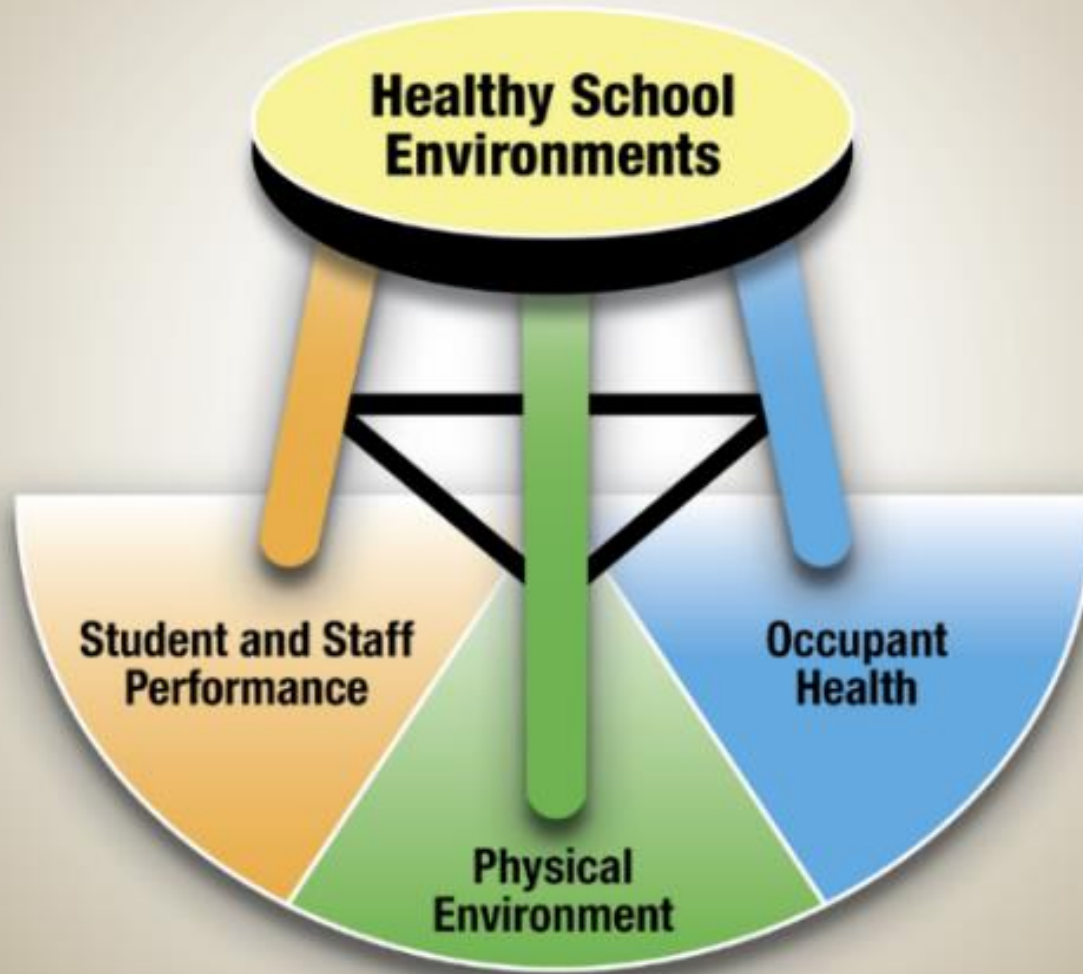 Healthy School
Environments
Student and Staff
Performance
Occupant
Health
Physical
Environment